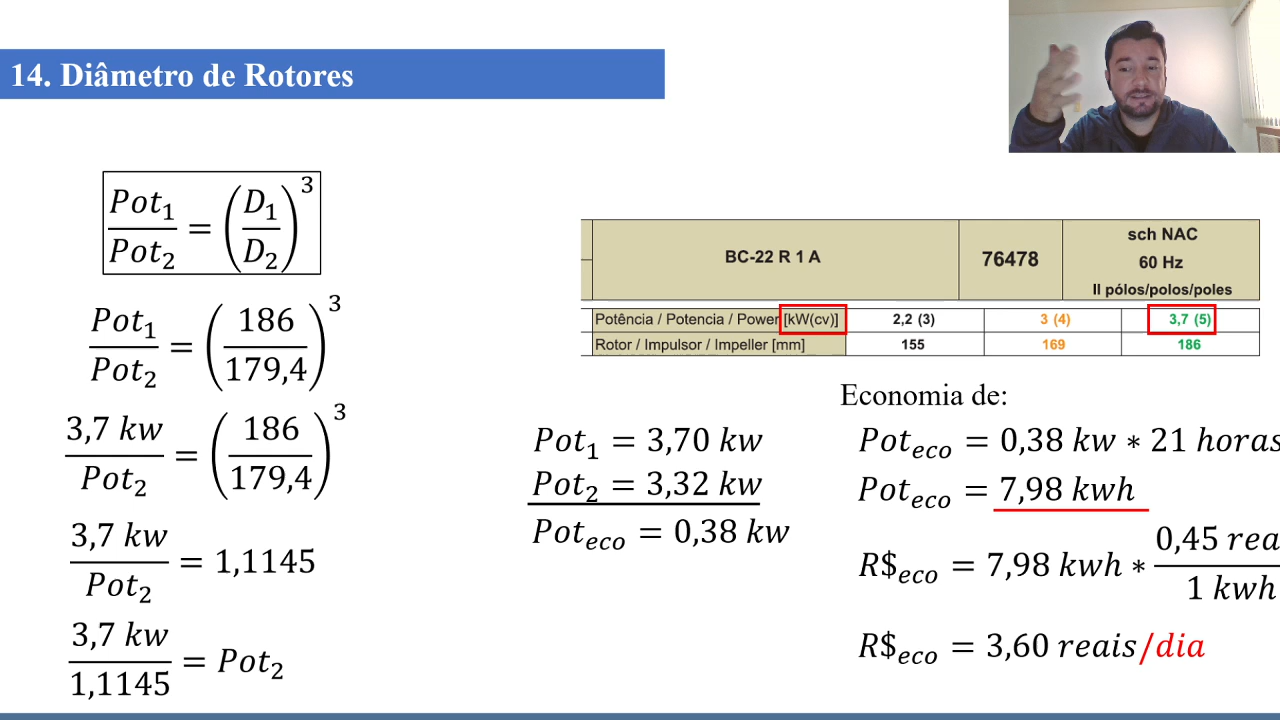 14. Diâmetro de Rotores
Pot₁/Pot₂ = (D₁/D₂)³
Pot₁/Pot₂ = (186/179,4)³
3,7 kw/Pot₂ = (186/179,4)³
3,7 kw/Pot₂ = 1,1145
3,7 kw/1,1145 = Pot₂
BC-22 R 1 A 76478 sch NAC
60 Hz
II pólos/polos/poles
Potência / Potencia / Power [kW(cv)] 2,2 (3) 3 (4) 3,7 (5)
Rotor / Impulsor / Impeller [mm] 155 169 186
Pot₁ = 3,70 kw
Pot₂ = 3,32 kw
Pot_eco = 0,38 kw
Economia de:
Pot_eco = 0,38 kw * 21 horas
Pot_eco = 7,98 kwh
R$_eco = 7,98 kwh * 0,45 rea/1 kwh
R$_eco = 3,60 reais/dia